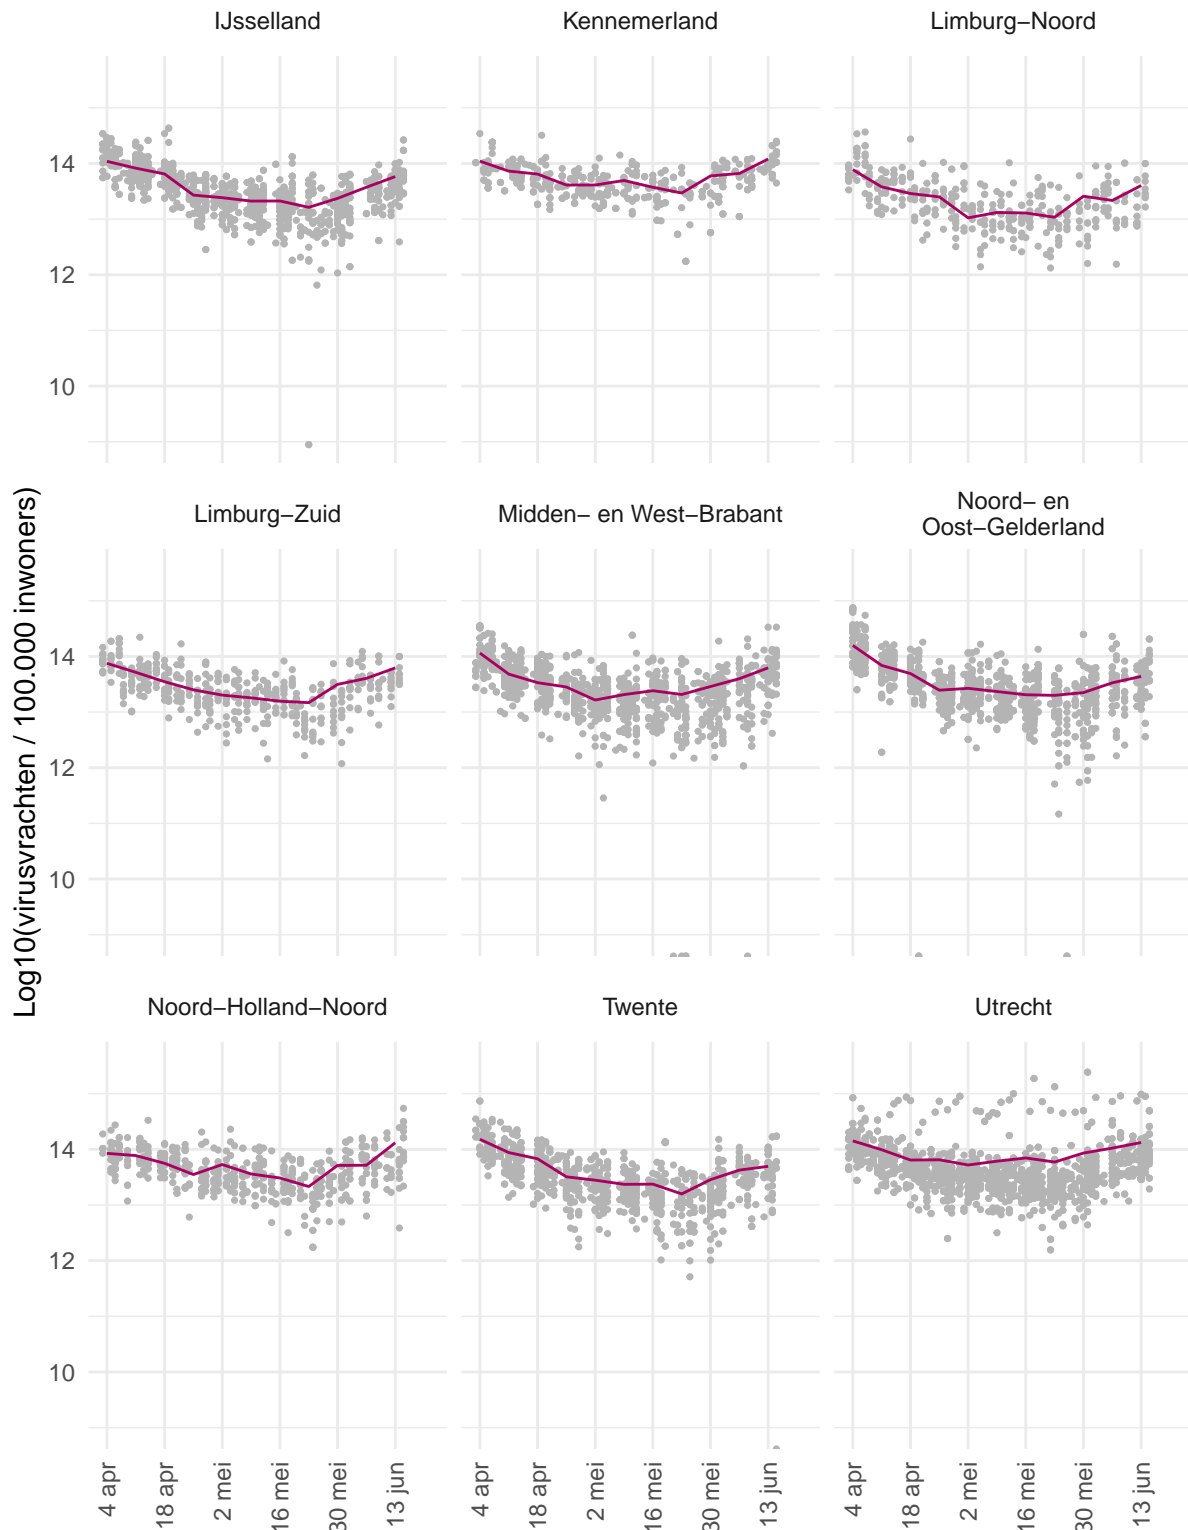 IJsselland
Kennemerland
Limburg−Noord
14
12
10
Log10(virusvrachten / 100.000 inwoners)
Limburg−Zuid
Midden− en West−Brabant
Noord− en
Oost−Gelderland
14
12
10
Noord−Holland−Noord
Twente
Utrecht
14
12
10
4 apr
18 apr
2 mei
16 mei
30 mei
13 jun
4 apr
18 apr
2 mei
16 mei
30 mei
13 jun
4 apr
18 apr
2 mei
16 mei
30 mei
13 jun